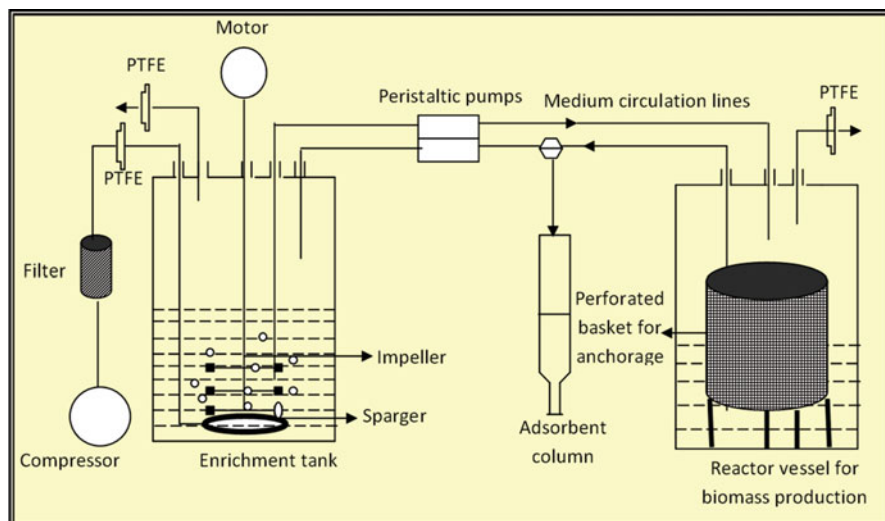 Motor
PTFE
PTFE
Peristaltic pumps
Medium circulation lines
PTFE
PTFE
Filter
Perforated
basket for
anchorage
Impeller
Sparger
Compressor
Enrichment tank
Adsorbent
column
Reactor vessel for
biomass production